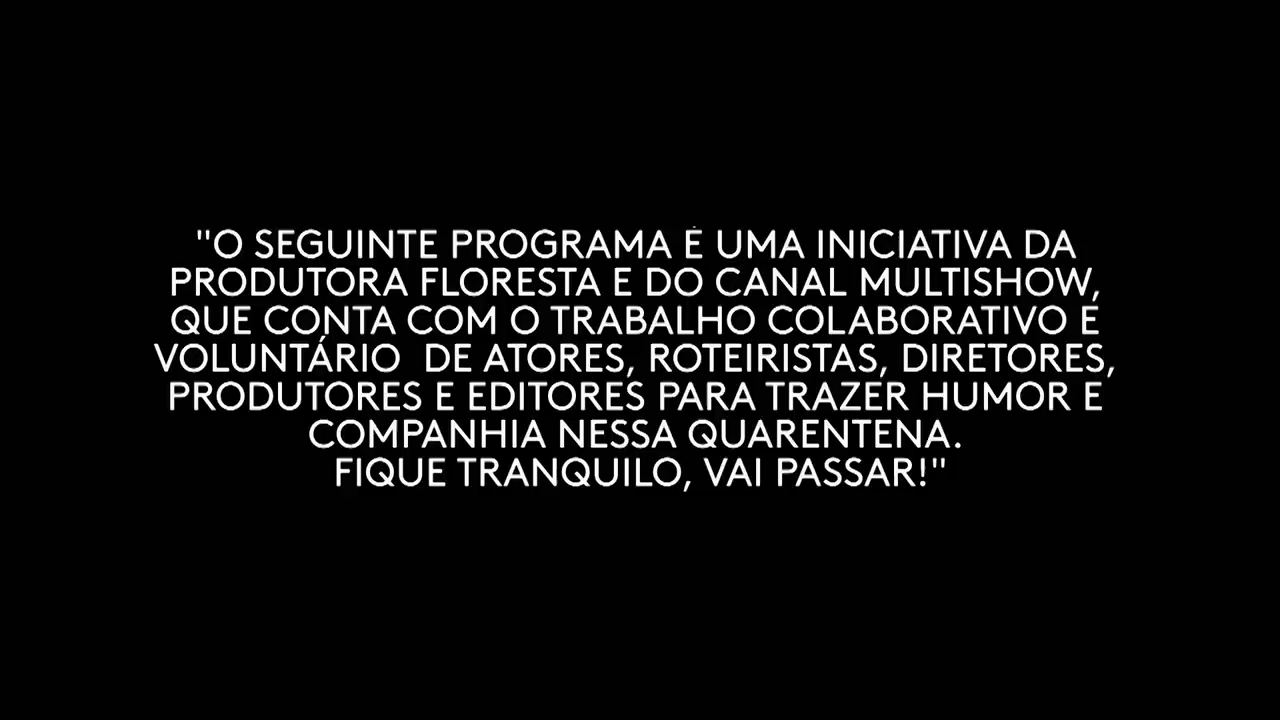 "O SEGUINTE PROGRAMA É UMA INICIATIVA DA
PRODUTORA FLORESTA E DO CANAL MULTISHOW,
QUE CONTA COM O TRABALHO COLABORATIVO E
VOLUNTÁRIO  DE ATORES, ROTEIRISTAS, DIRETORES,
PRODUTORES E EDITORES PARA TRAZER HUMOR E
COMPANHIA NESSA QUARENTENA.
FIQUE TRANQUILO, VAI PASSAR!"